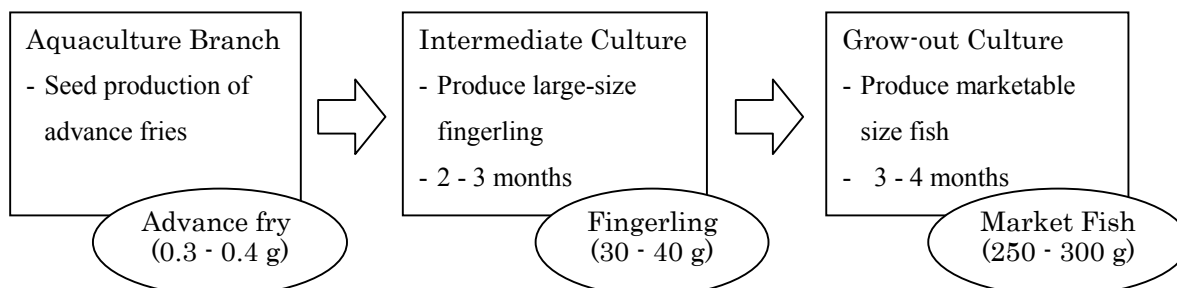 Aquaculture Branch
- Seed production of
advance fries
Advance fry
(0.3 - 0.4 g)
Intermediate Culture
- Produce large-size
fingerling
- 2 - 3 months
Fingerling
(30 - 40 g)
Grow-out Culture
- Produce marketable
size fish
- 3 - 4 months
Market Fish
(250 - 300 g)